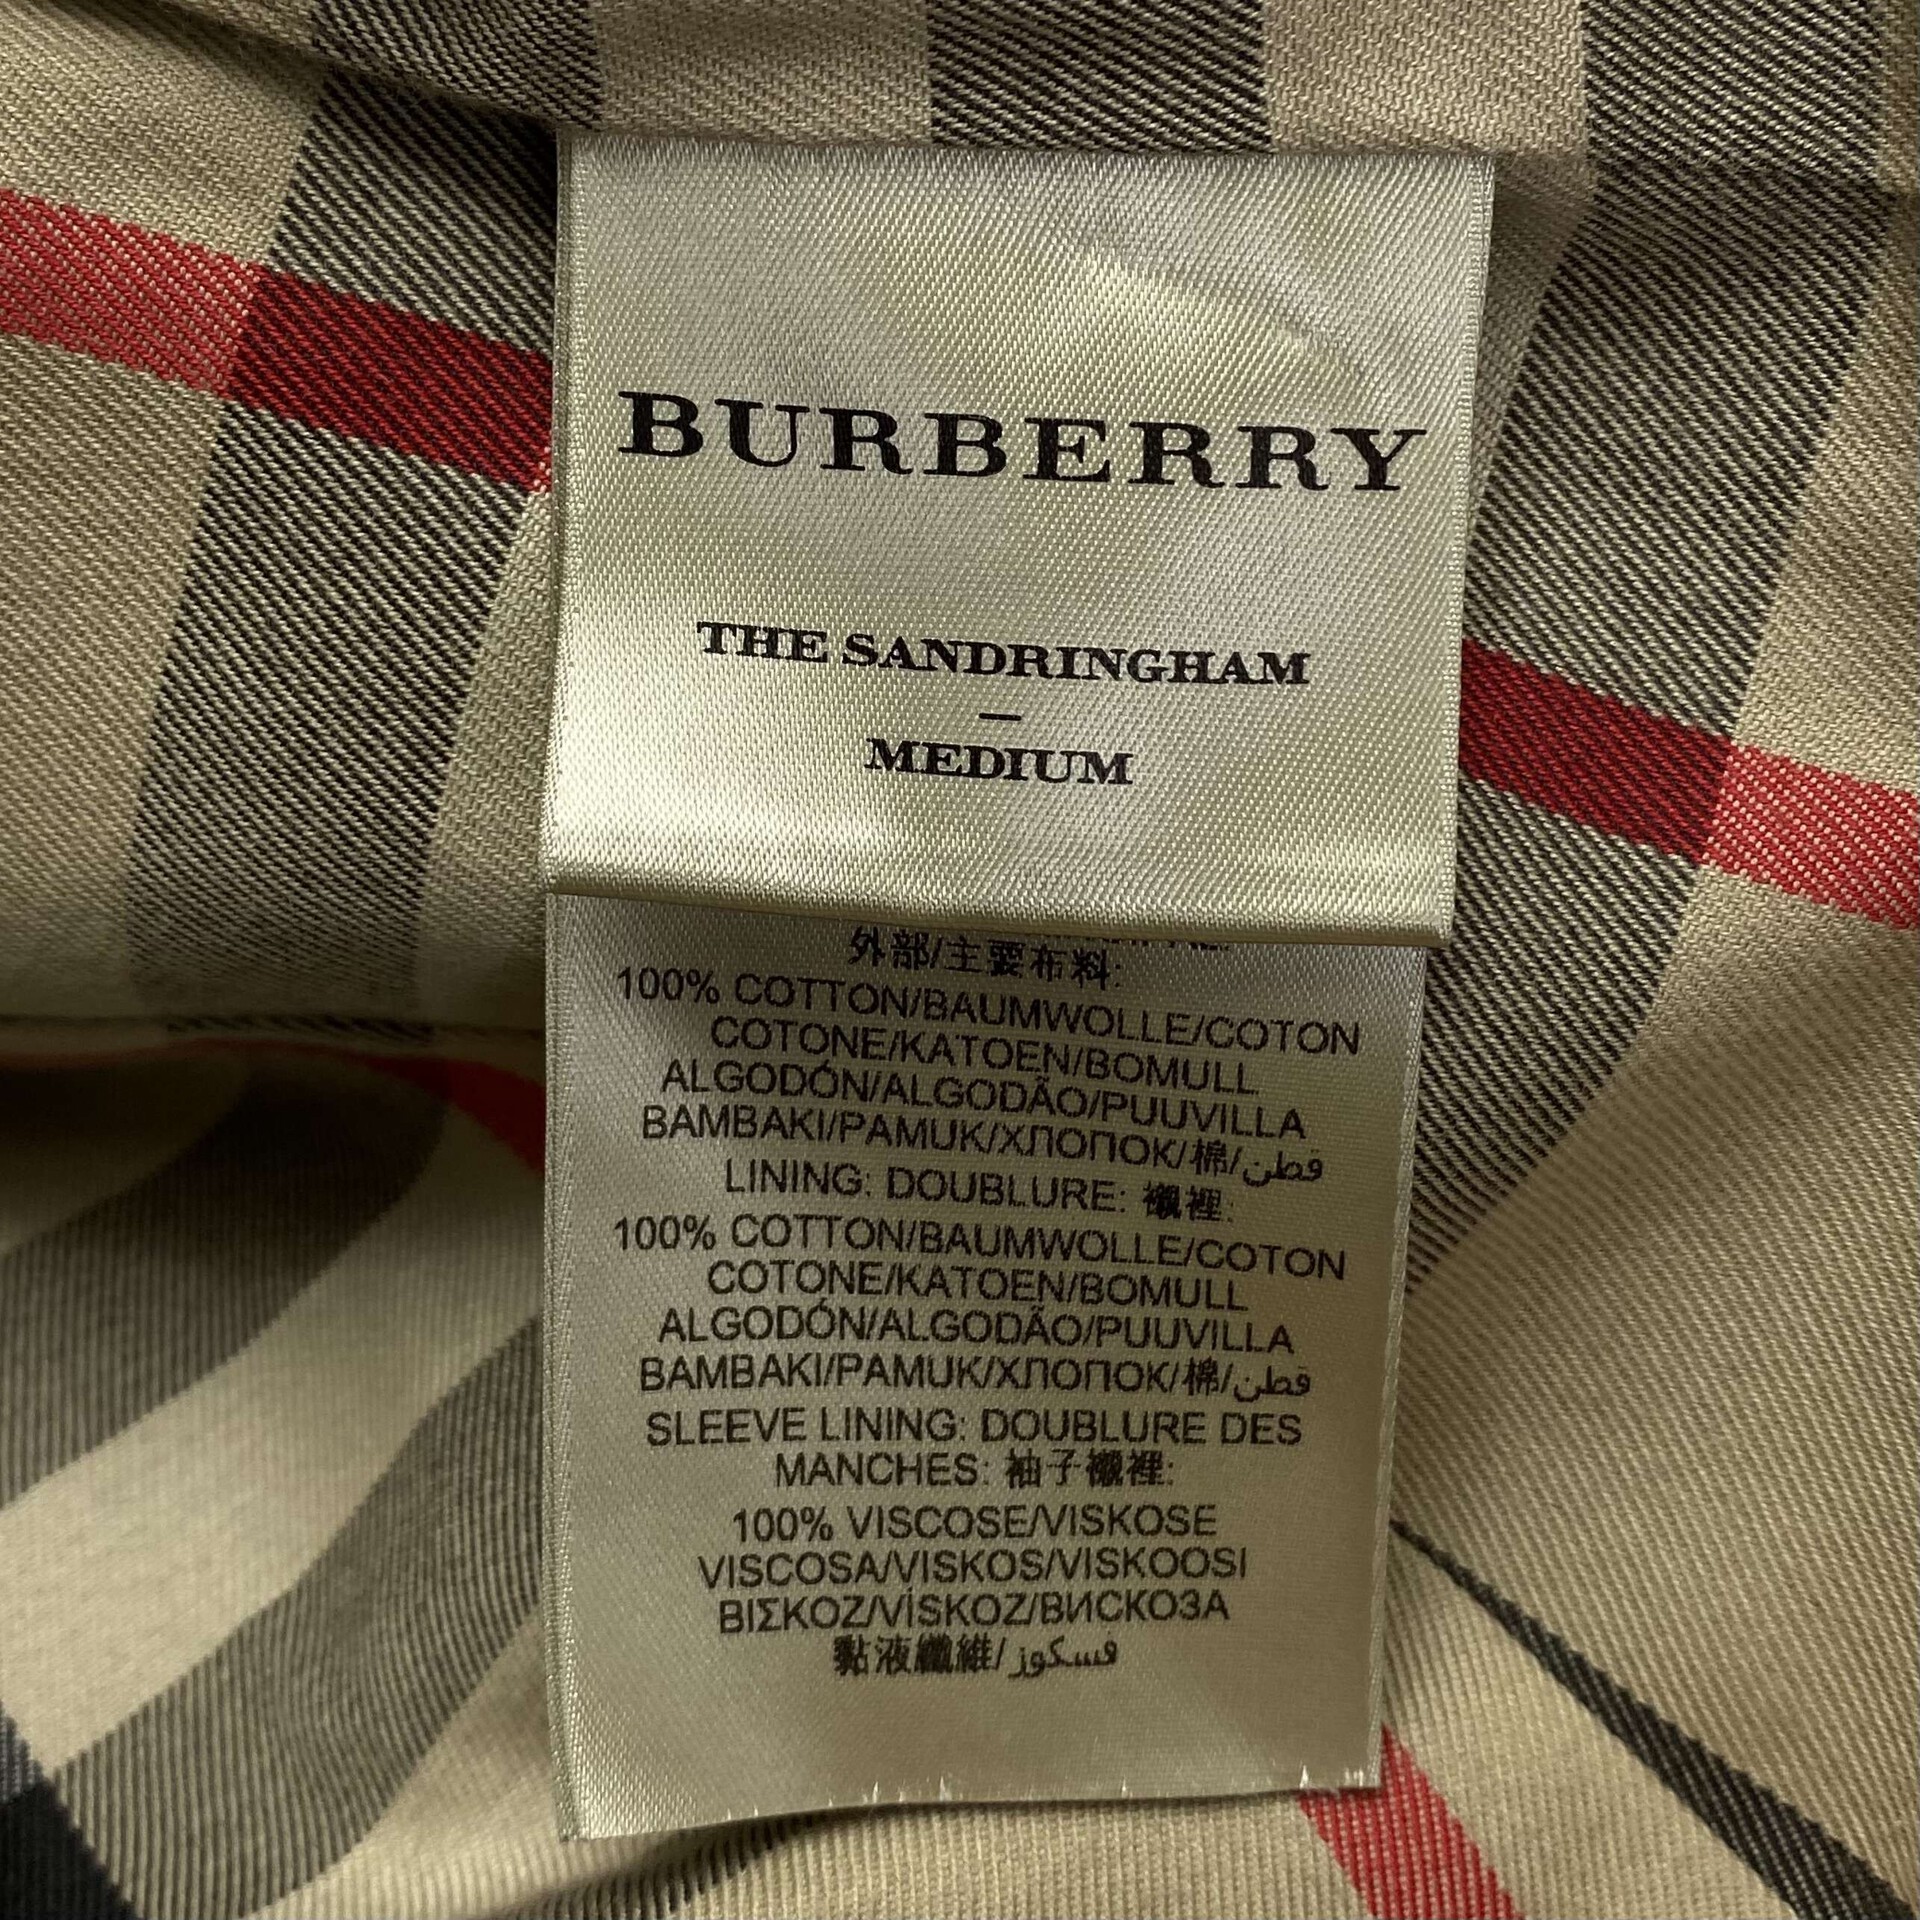 BURBERRY
THE SANDRINGHAM
–
MEDIUM
外部/主要布料:
100% COTTON/BAUMWOLLE/COTON
COTONE/KATOEN/BOMULL
ALGODÓN/ALGODÃO/PUUVILLA
BAMBAKI/PAMUK/ХЛОПОК/棉/قطن
LINING: DOUBLURE: 襯裡:
100% COTTON/BAUMWOLLE/COTON
COTONE/KATOEN/BOMULL
ALGODÓN/ALGODÃO/PUUVILLA
BAMBAKI/PAMUK/ХЛОПОК/棉/قطن
SLEEVE LINING: DOUBLURE DES
MANCHES: 袖子襯裡:
100% VISCOSE/VISKOSE
VISCOSA/VISKOS/VISKOOSI
ΒΙΣΚΟΖ/VİSKOZ/ВИСКОЗА
黏液纖維/فسكوز